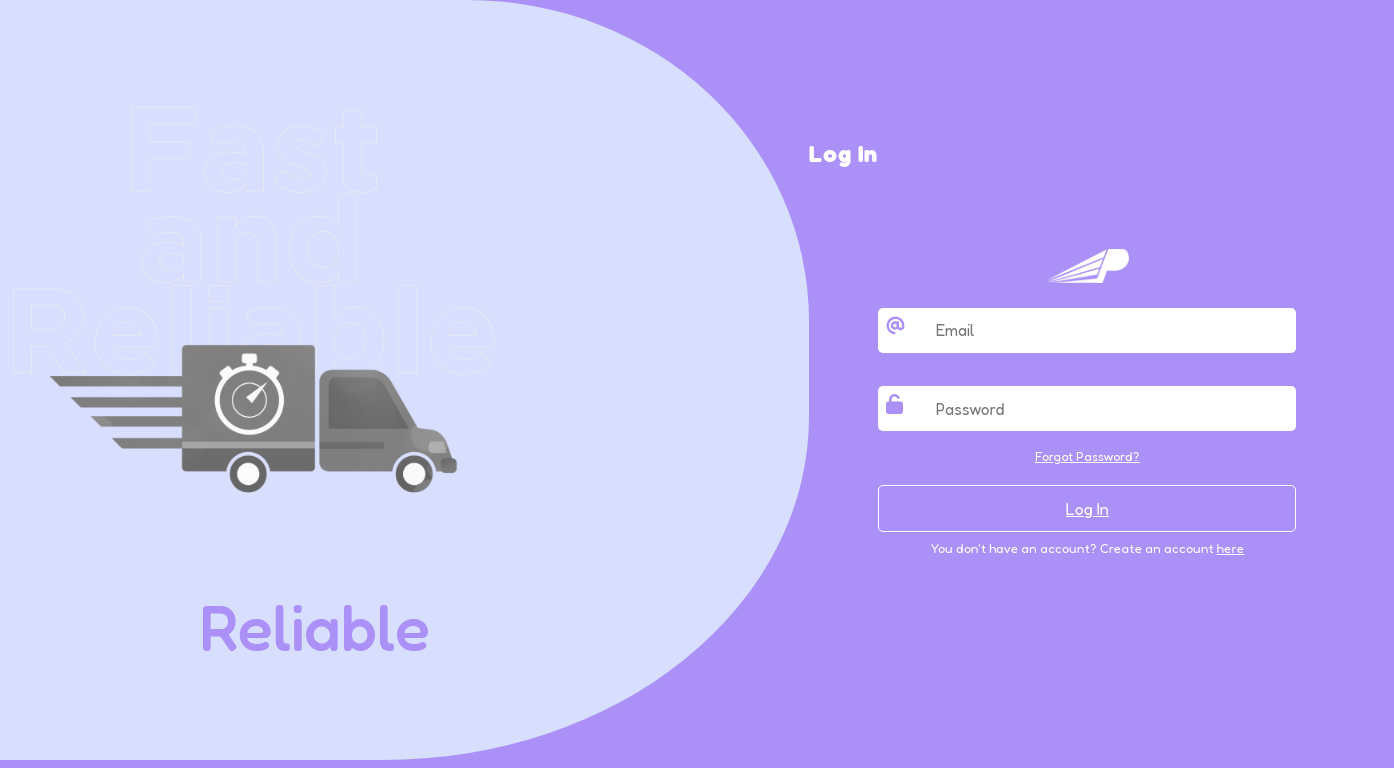 Fast
and
Reliable
Reliable
Log In
Email
Password
Forgot Password?
Log In
You don't have an account? Create an account here